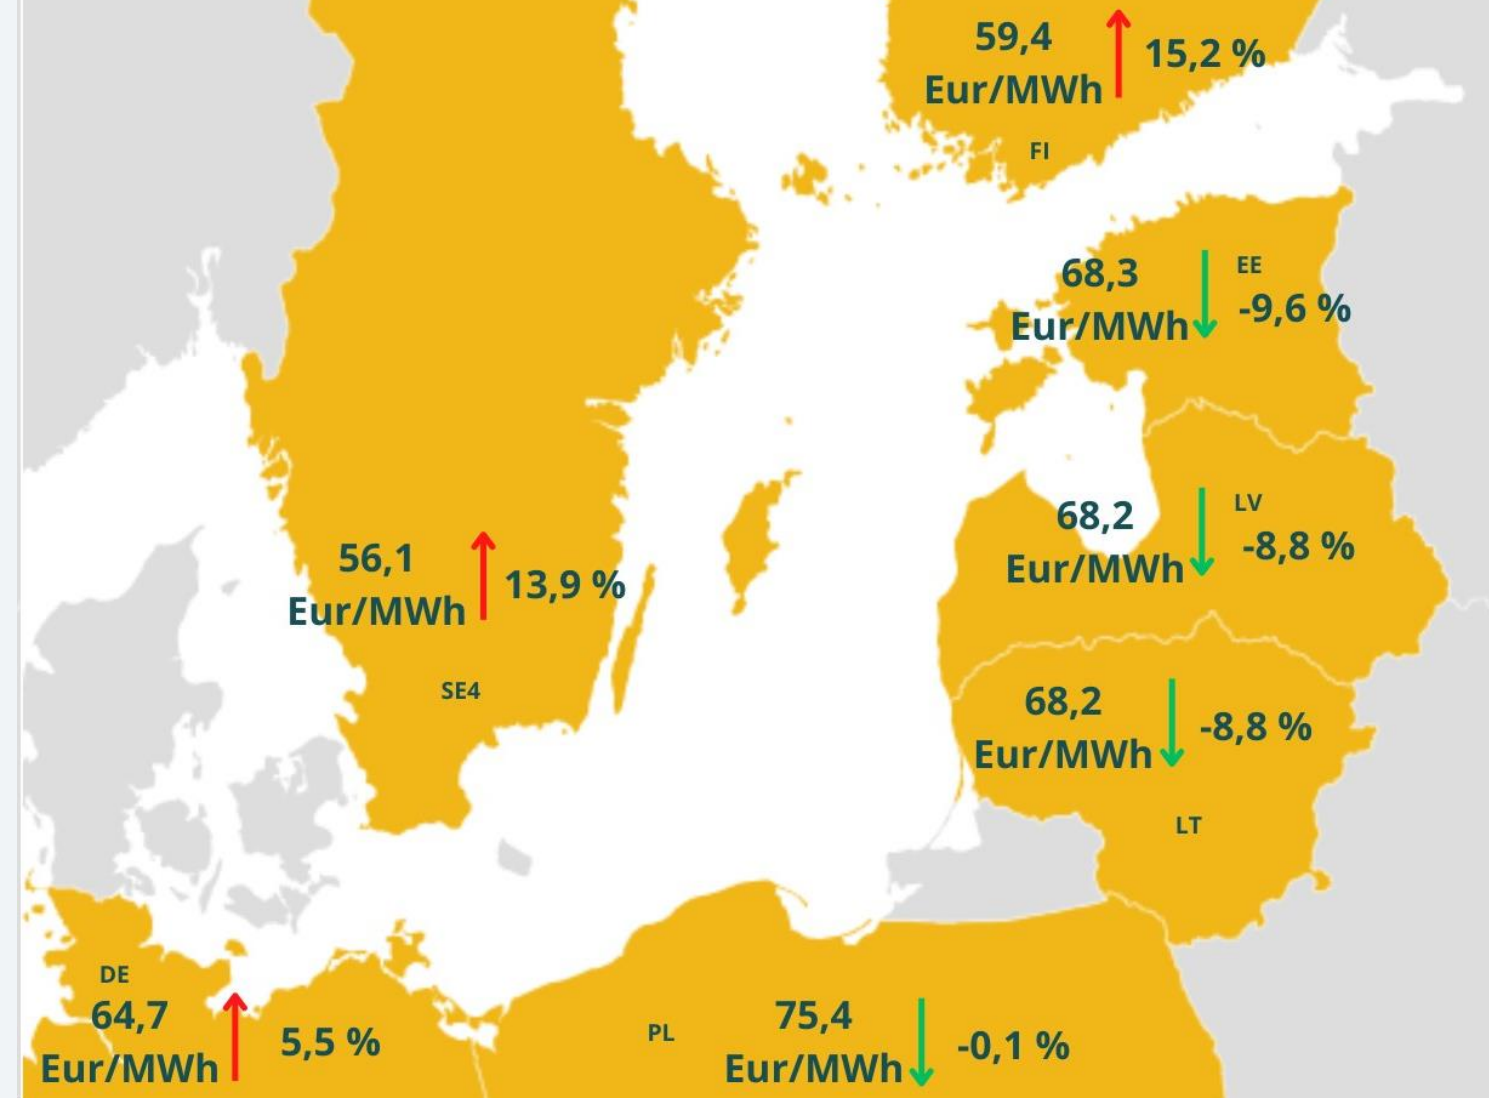 59,4
Eur/MWh
15,2 %
FI
68,3
Eur/MWh
EE
-9,6 %
68,2
Eur/MWh
LV
-8,8 %
56,1
Eur/MWh
13,9 %
SE4
68,2
Eur/MWh
-8,8 %
LT
DE
64,7
Eur/MWh
5,5 %
PL
75,4
Eur/MWh
-0,1 %